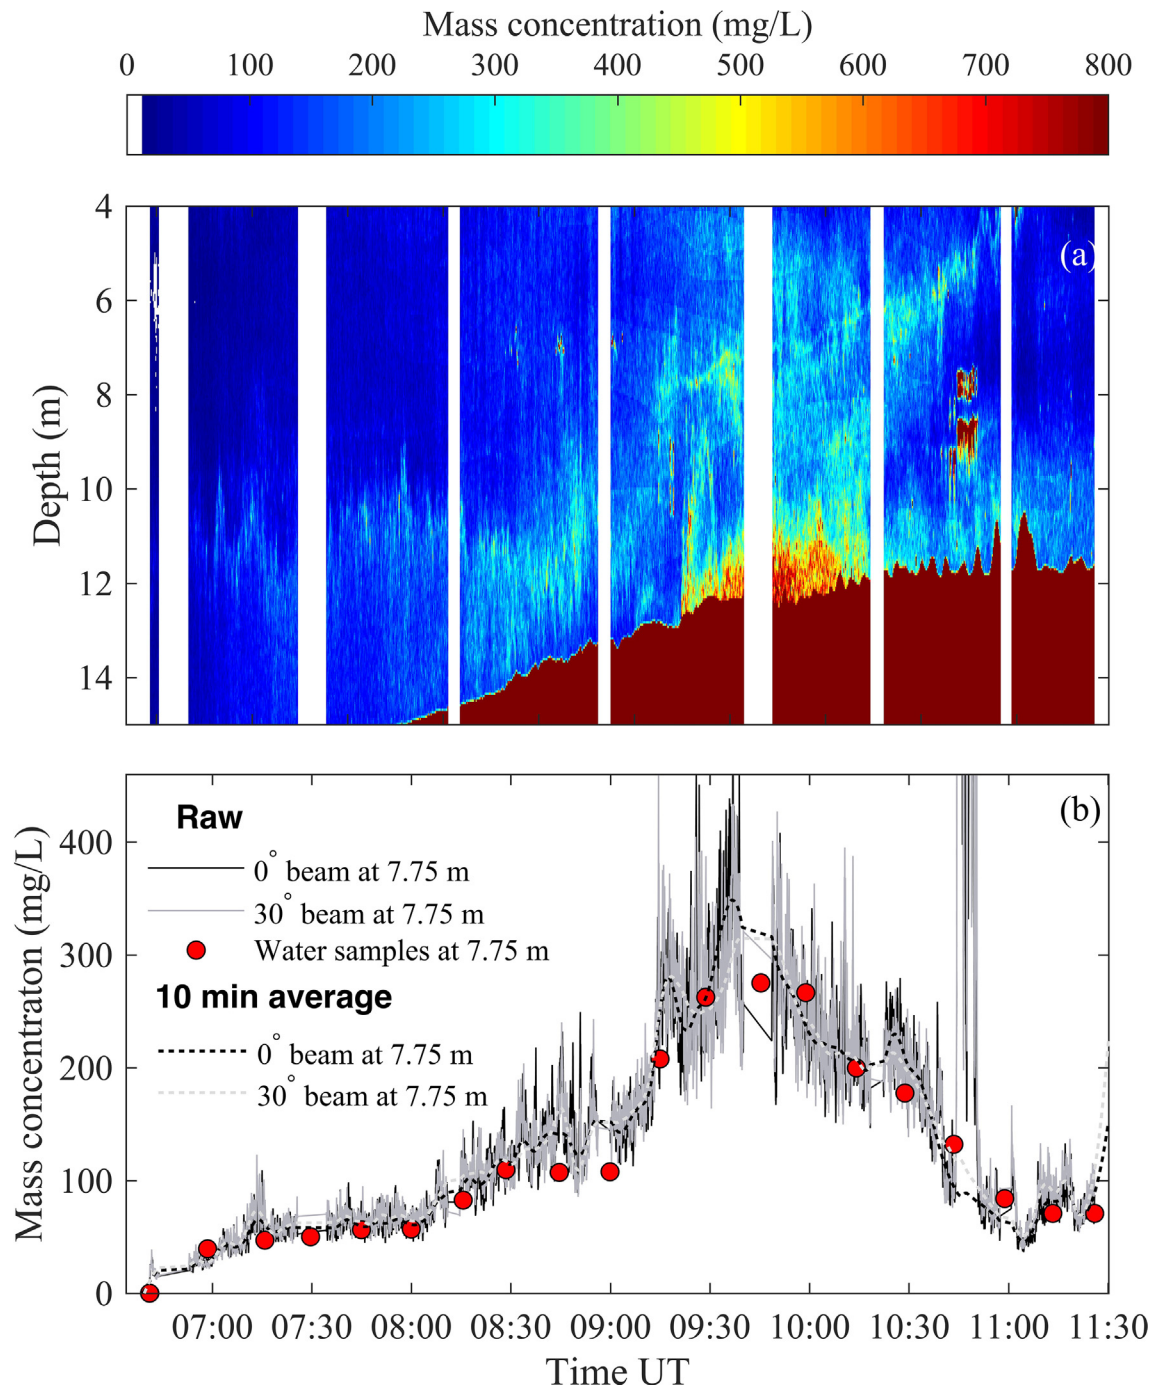 Mass concentration (mg/L)
0 100 200 300 400 500 600 700 800
4
(a)
6
8
Depth (m)
10
12
14
(b)
Raw
400
0° beam at 7.75 m
30° beam at 7.75 m
Water samples at 7.75 m
300
10 min average
0° beam at 7.75 m
200
30° beam at 7.75 m
Mass concentraton (mg/L)
100
0
07:00 07:30 08:00 08:30 09:00 09:30 10:00 10:30 11:00 11:30
Time UT